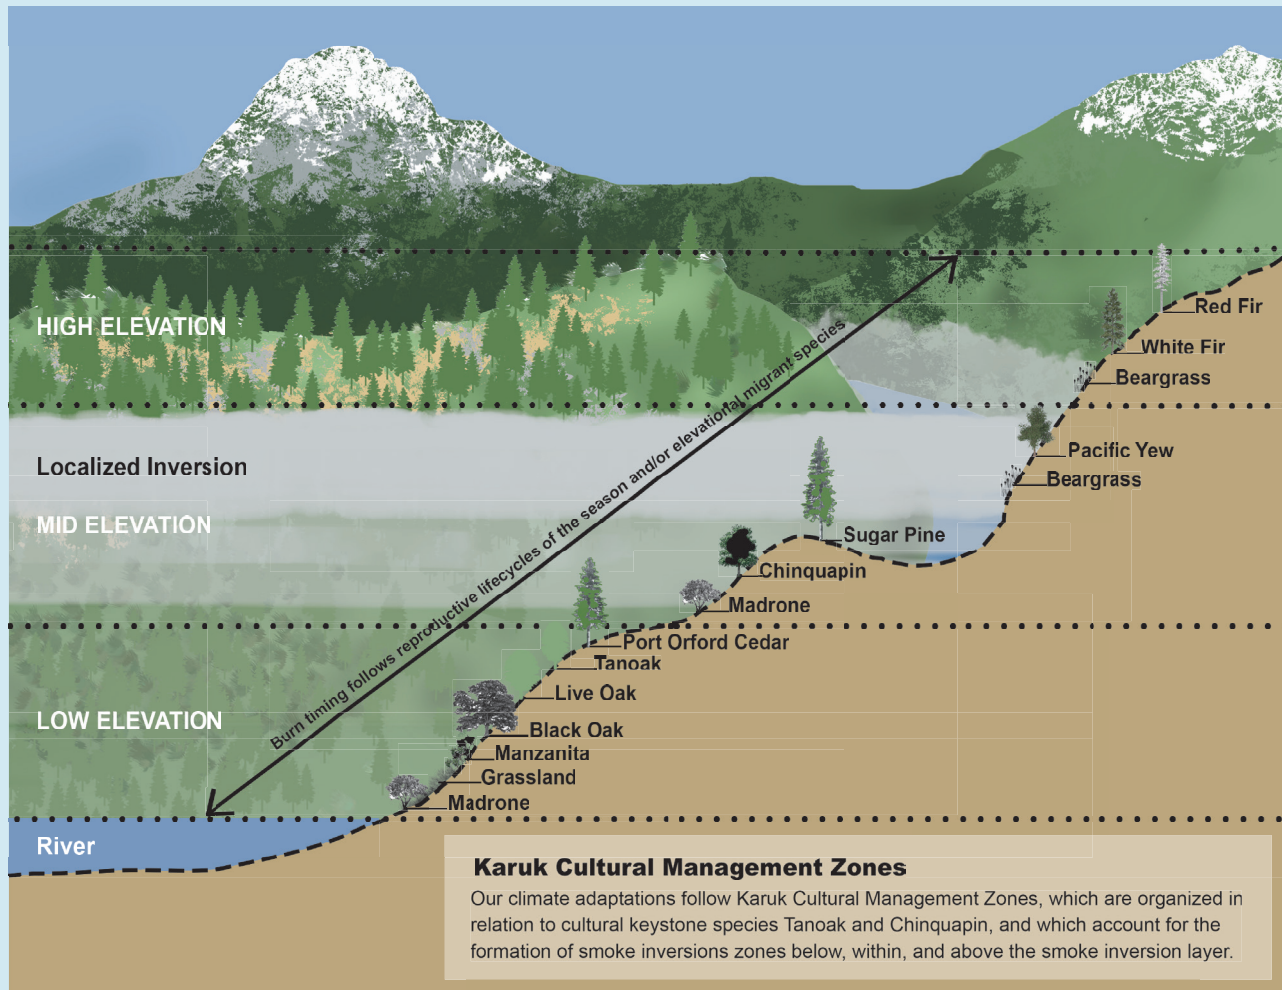 HIGH ELEVATION
Red Fir
White Fir
Beargrass
Burn timing follows reproductive lifecycles of the season and/or elevational migrant species
Localized Inversion
Pacific Yew
Beargrass
MID ELEVATION
Sugar Pine
Chinquapin
Madrone
Port Orford Cedar
Tanoak
Live Oak
LOW ELEVATION
Black Oak
Manzanita
Grassland
Madrone
River
Karuk Cultural Management Zones
Our climate adaptations follow Karuk Cultural Management Zones, which are organized in
relation to cultural keystone species Tanoak and Chinquapin, and which account for the
formation of smoke inversions zones below, within, and above the smoke inversion layer.